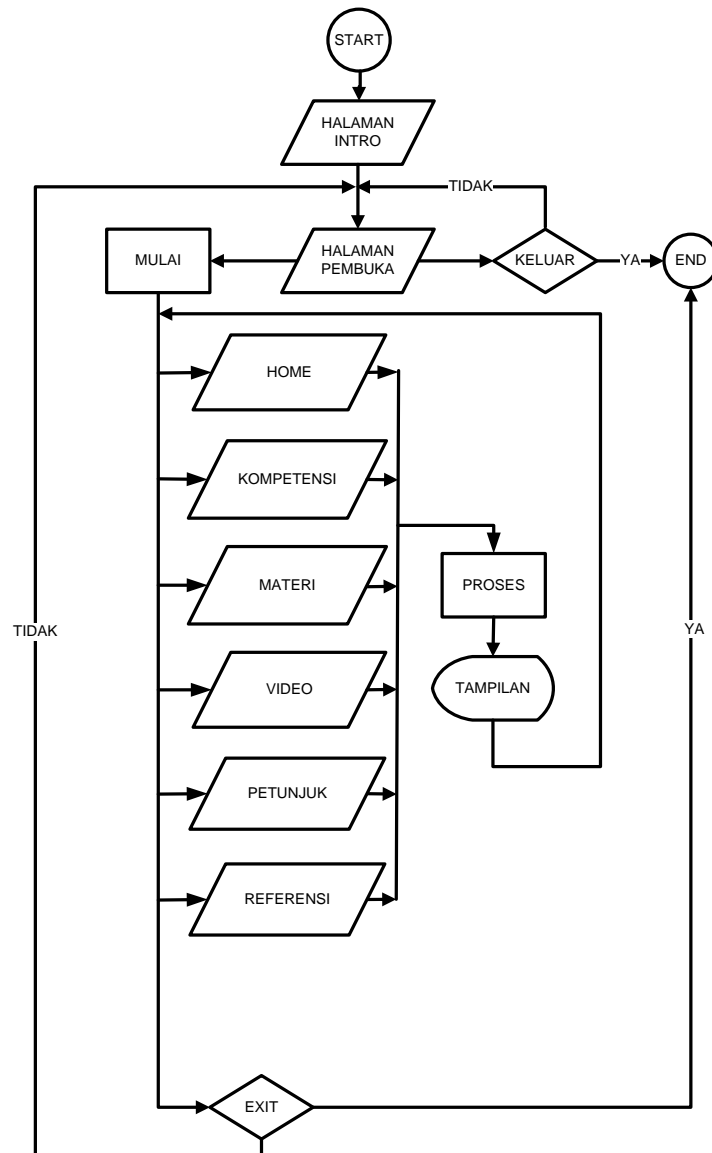 START
HALAMAN
INTRO
TIDAK
MULAI
HALAMAN
PEMBUKA
KELUAR
YA
END
HOME
KOMPETENSI
MATERI
PROSES
TIDAK
YA
VIDEO
TAMPILAN
PETUNJUK
REFERENSI
EXIT